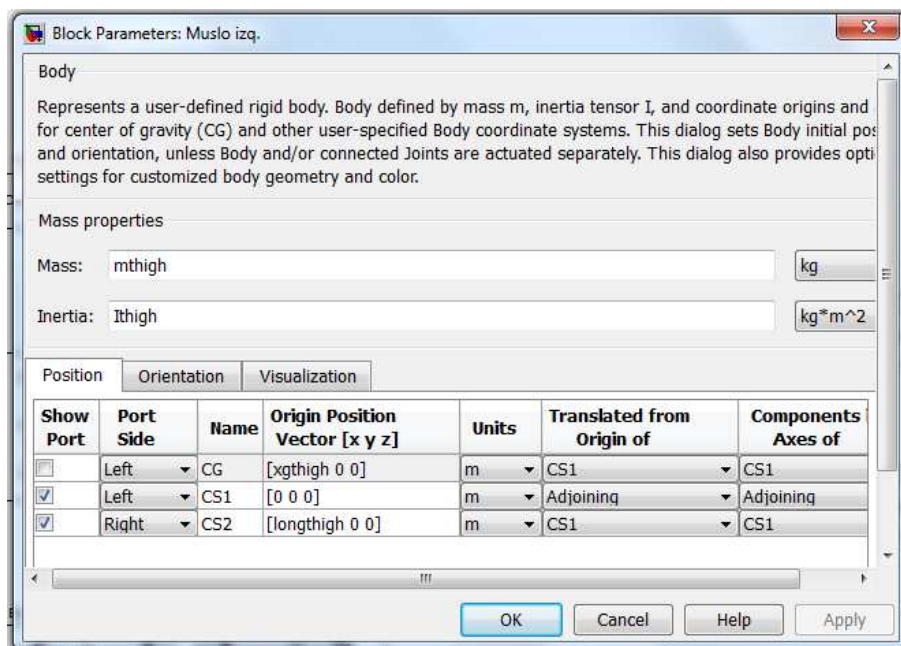 Block Parameters: Muslo izq.
Body
Represents a user-defined rigid body. Body defined by mass m, inertia tensor I, and coordinate origins and
for center of gravity (CG) and other user-specified Body coordinate systems. This dialog sets Body initial pos
and orientation, unless Body and/or connected Joints are actuated separately. This dialog also provides opti
settings for customized body geometry and color.
Mass properties
Mass: mthigh kg
Inertia: Ithigh kg*m^2
Position Orientation Visualization
Show Port Port Side Name Origin Position Vector [x y z] Units Translated from Origin of Components Axes of
Left CG [xgthigh 0 0] m CS1 CS1
Left CS1 [0 0 0] m Adjoining Adjoining
Right CS2 [longthigh 0 0] m CS1 CS1
OK Cancel Help Apply